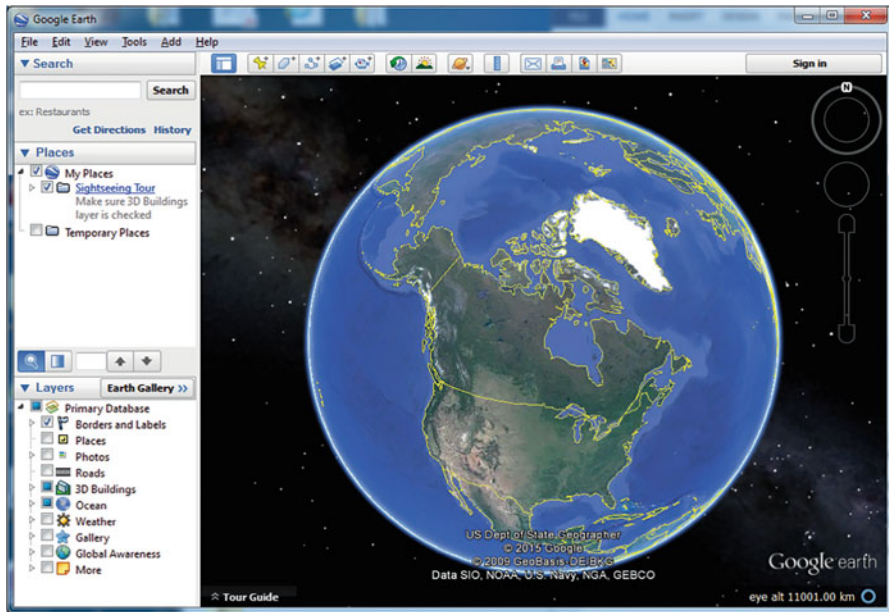 Google Earth
File Edit View Tools Add Help
Search
Search
ex: Restaurants
Get Directions History
Places
My Places
Sightseeing Tour
Make sure 3D Buildings
layer is checked
Temporary Places
Layers
Earth Gallery >>
Primary Database
Borders and Labels
Places
Photos
Roads
3D Buildings
Ocean
Weather
Gallery
Global Awareness
More
Sign in
N
US Dept of State Geographer
© 2015 Google
© 2009 GeoBasis-DE/BKG
Data SIO, NOAA, U.S. Navy, NGA, GEBCO
Google earth
Tour Guide
eye alt 11001.00 km